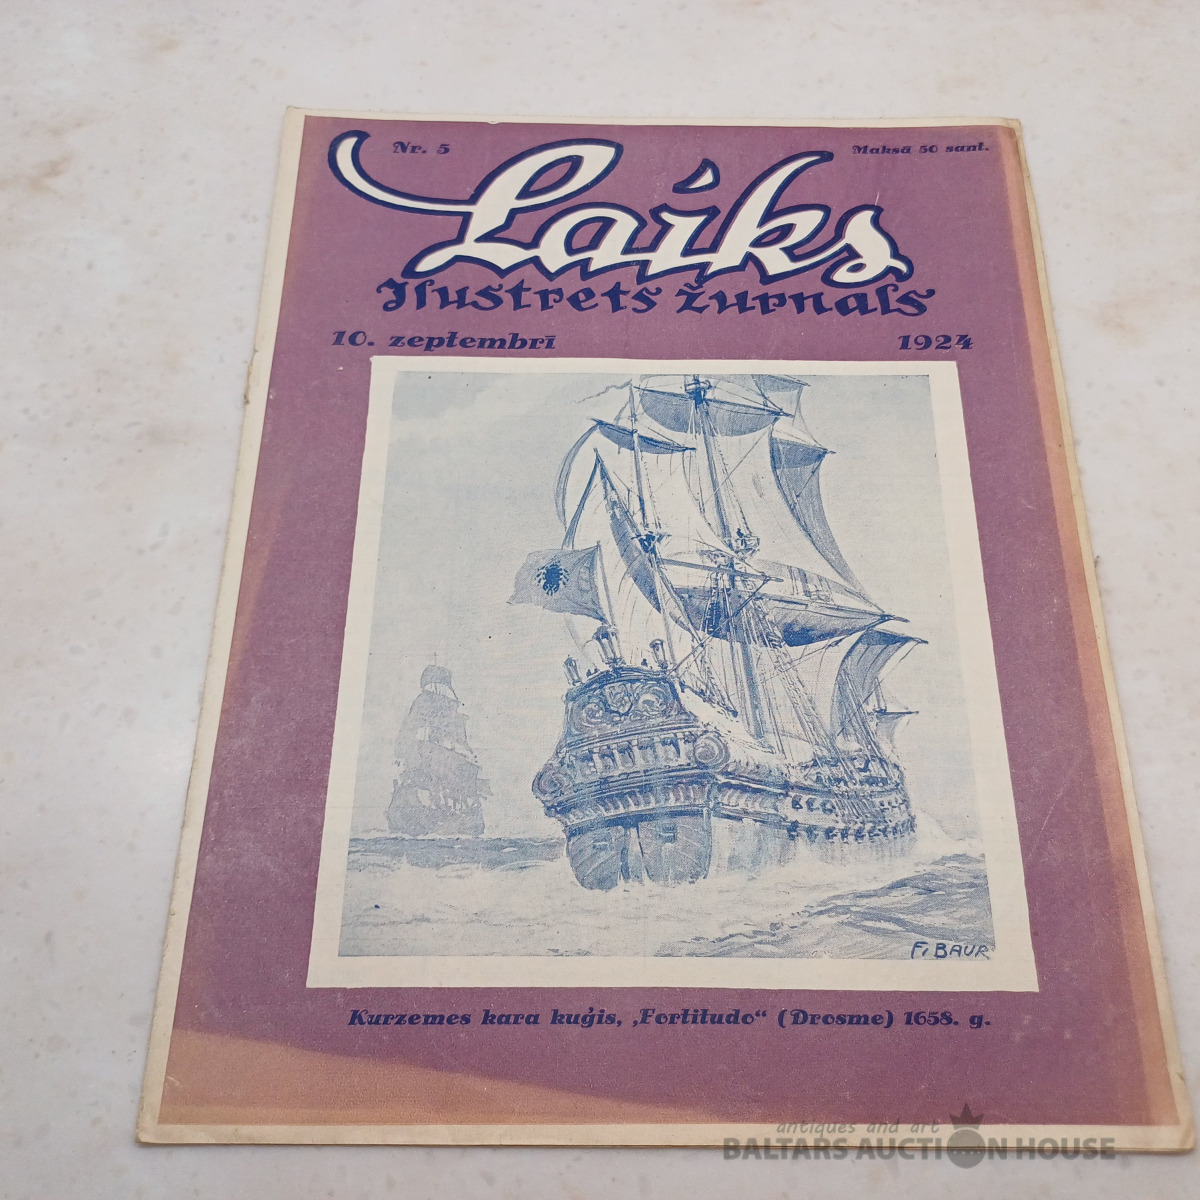 Nr. 5
Maksā 50 sant.
Laiks
Ilustrets žurnals
10. zeptembrī
1924
F. BAUR
Kurzemes kara kuģis, „Fortitudo“ (Drosme) 1658. g.
antiques and art
BALTARS AUCTION HOUSE